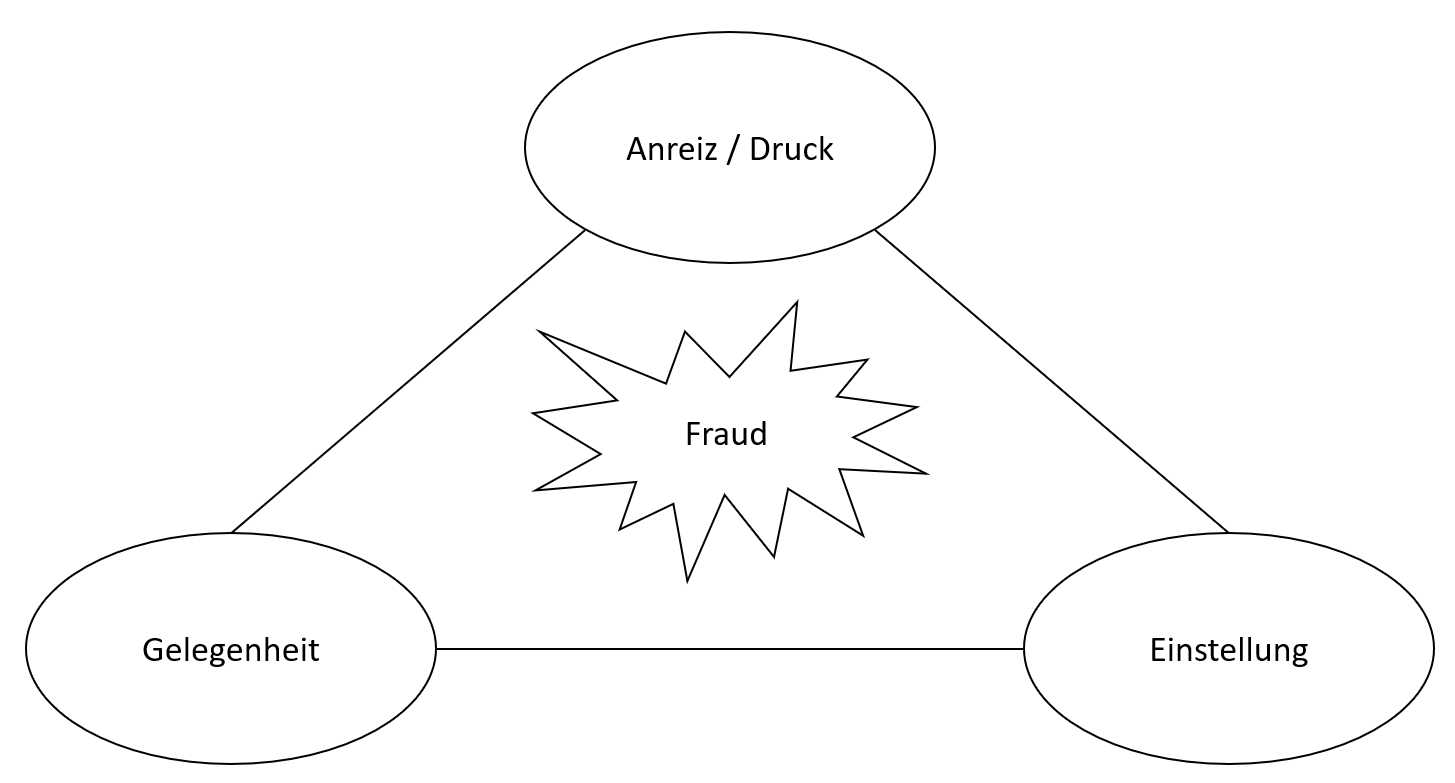 Anreiz / Druck
Fraud
Gelegenheit
Einstellung